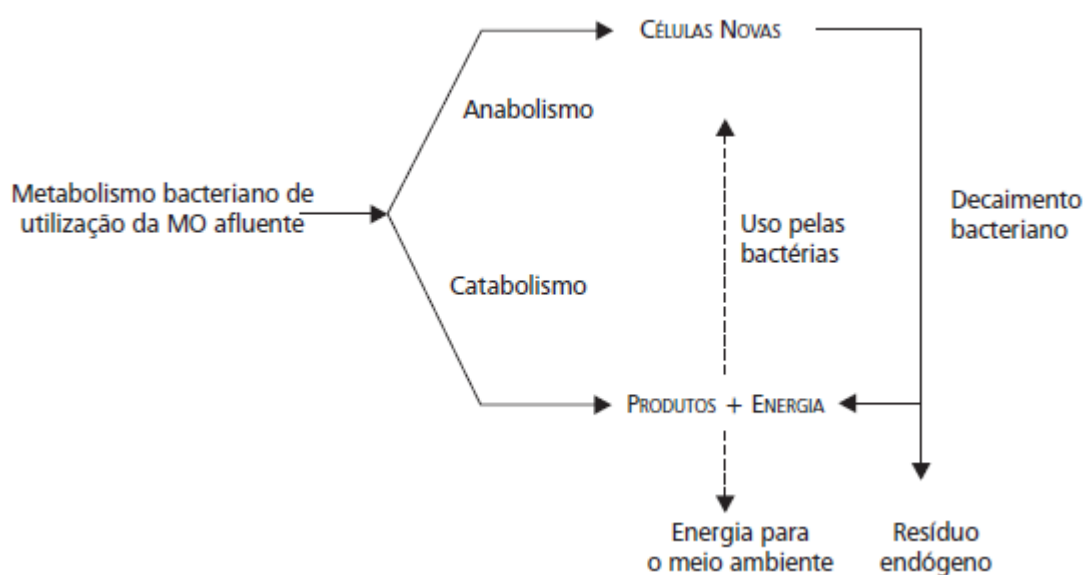 CÉLULAS NOVAS
Anabolismo
Metabolismo bacteriano de
utilização da MO afluente
Uso pelas
bactérias
Decaimento
bacteriano
Catabolismo
PRODUTOS + ENERGIA
Energia para
o meio ambiente
Resíduo
endógeno